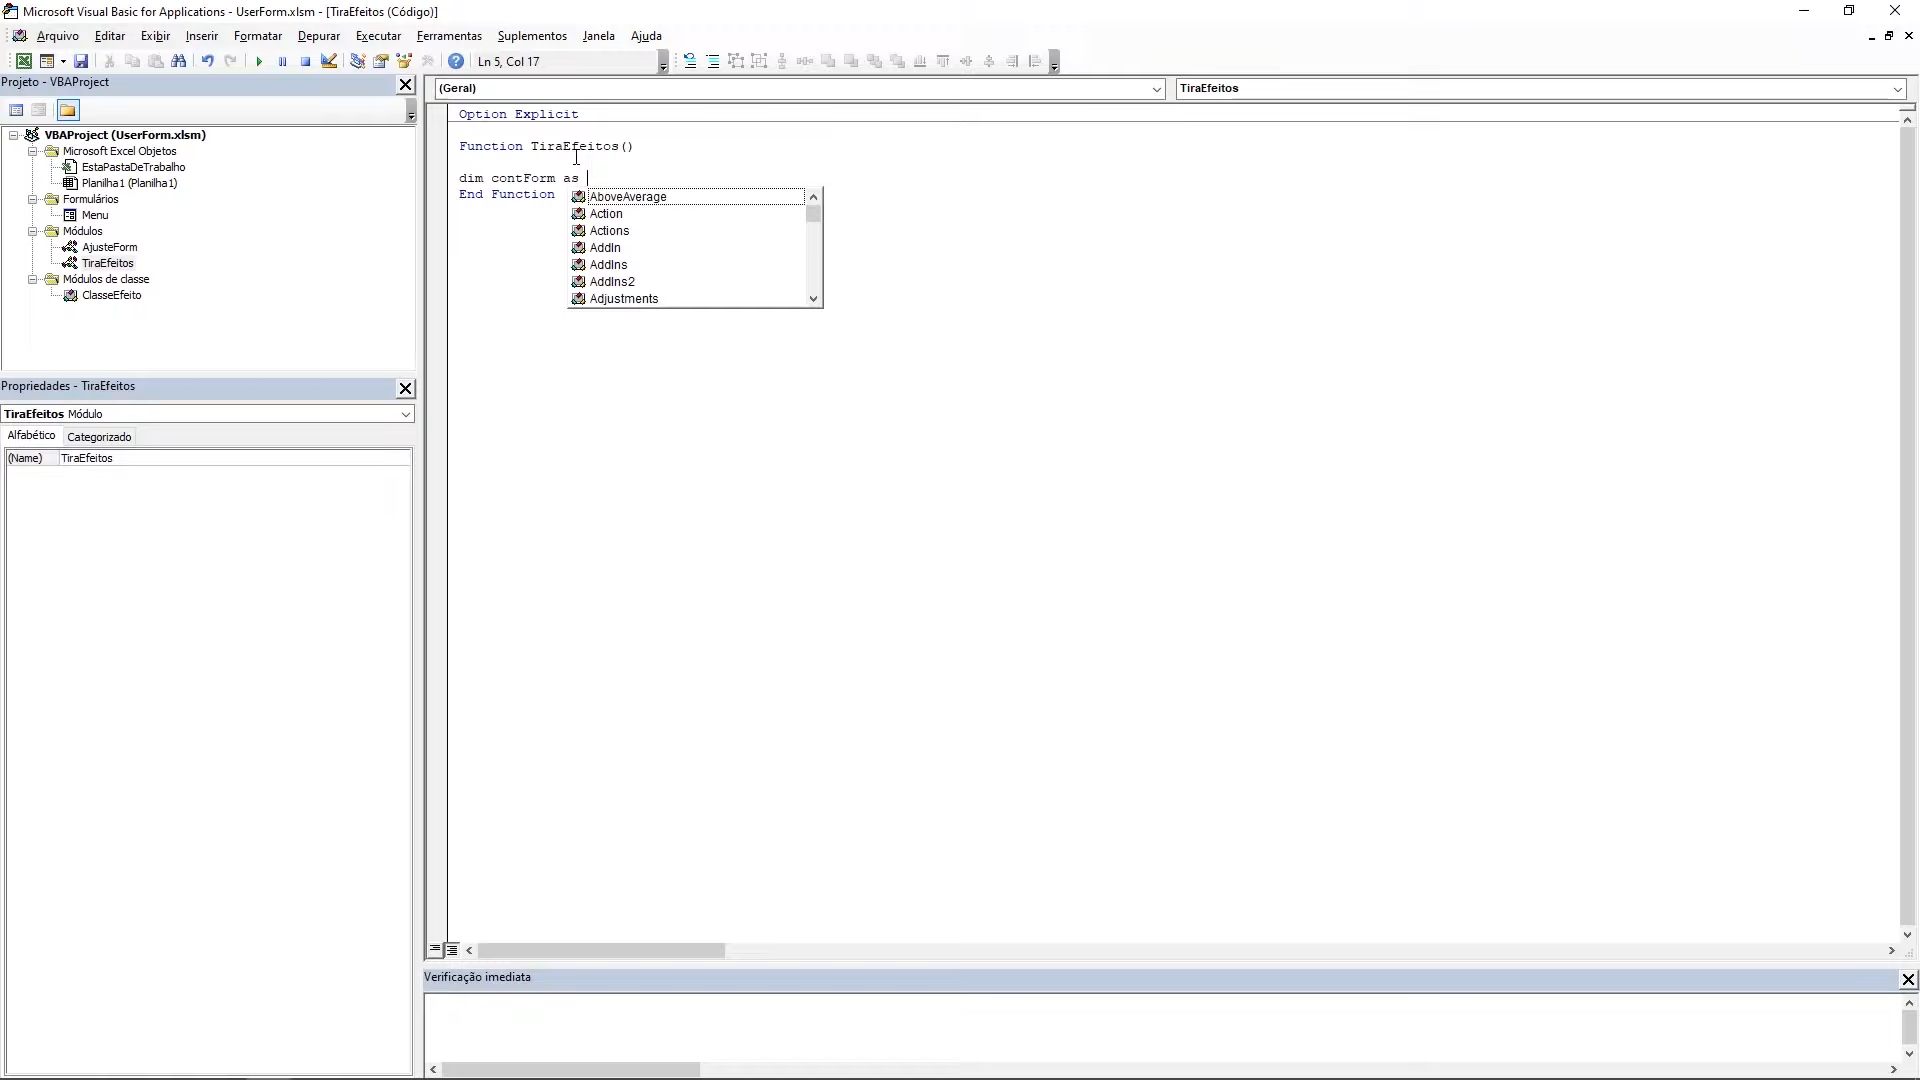 Microsoft Visual Basic for Applications - UserForm.xlsm - [TiraEfeitos (Código)]
Arquivo Editar Exibir Inserir Formatar Depurar Executar Ferramentas Suplementos Janela Ajuda
Ln 5, Col 17
Projeto - VBAProject
(Geral)
TiraEfeitos
VBAProject (UserForm.xlsm)
Microsoft Excel Objetos
EstaPastaDeTrabalho
Planilha1 (Planilha1)
Formulários
Menu
Módulos
AjusteForm
TiraEfeitos
Módulos de classe
ClasseEfeito
Option Explicit
Function TiraEfeitos()
dim contForm as
End Function
AboveAverage
Action
Actions
AddIn
AddIns
AddIns2
Adjustments
Propriedades - TiraEfeitos
TiraEfeitos Módulo
Alfabético Categorizado
(Name) TiraEfeitos
Verificação imediata